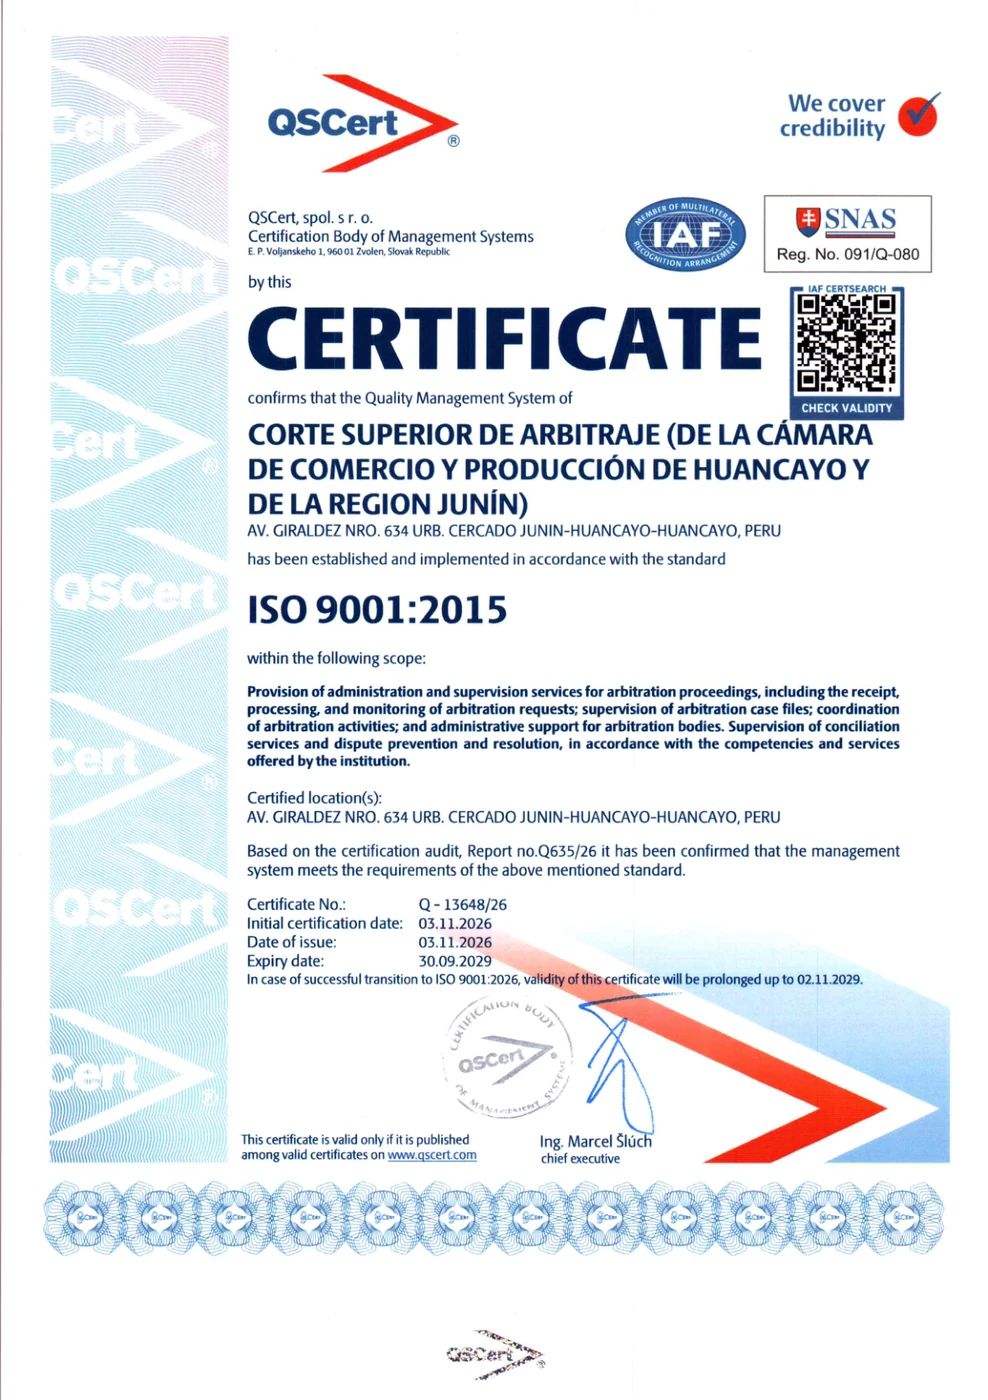 QSCert®
We cover
credibility
QSCert, spol. s r. o.
Certification Body of Management Systems
E. P. Voljanskeho 1, 960 01 Zvolen, Slovak Republic
MEMBER OF MULTILATERAL
IAF
RECOGNITION ARRANGEMENT
SNAS
Reg. No. 091/Q-080
by this
IAF CERTSEARCH
CERTIFICATE
CHECK VALIDITY
confirms that the Quality Management System of
CORTE SUPERIOR DE ARBITRAJE (DE LA CÁMARA
DE COMERCIO Y PRODUCCIÓN DE HUANCAYO Y
DE LA REGION JUNÍN)
AV. GIRALDEZ NRO. 634 URB. CERCADO JUNIN-HUANCAYO-HUANCAYO, PERU
has been established and implemented in accordance with the standard
ISO 9001:2015
within the following scope:
Provision of administration and supervision services for arbitration proceedings, including the receipt,
processing, and monitoring of arbitration requests; supervision of arbitration case files; coordination
of arbitration activities; and administrative support for arbitration bodies. Supervision of conciliation
services and dispute prevention and resolution, in accordance with the competencies and services
offered by the institution.
Certified location(s):
AV. GIRALDEZ NRO. 634 URB. CERCADO JUNIN-HUANCAYO-HUANCAYO, PERU
Based on the certification audit, Report no.Q635/26 it has been confirmed that the management
system meets the requirements of the above mentioned standard.
Certificate No.: Q - 13648/26
Initial certification date: 03.11.2026
Date of issue: 03.11.2026
Expiry date: 30.09.2029
In case of successful transition to ISO 9001:2026, validity of this certificate will be prolonged up to 02.11.2029.
CERTIFICATION BODY
QSCert®
OF MANAGEMENT SYSTEMS
This certificate is valid only if it is published
among valid certificates on www.qscert.com
Ing. Marcel Šlúch
chief executive
QSCert®